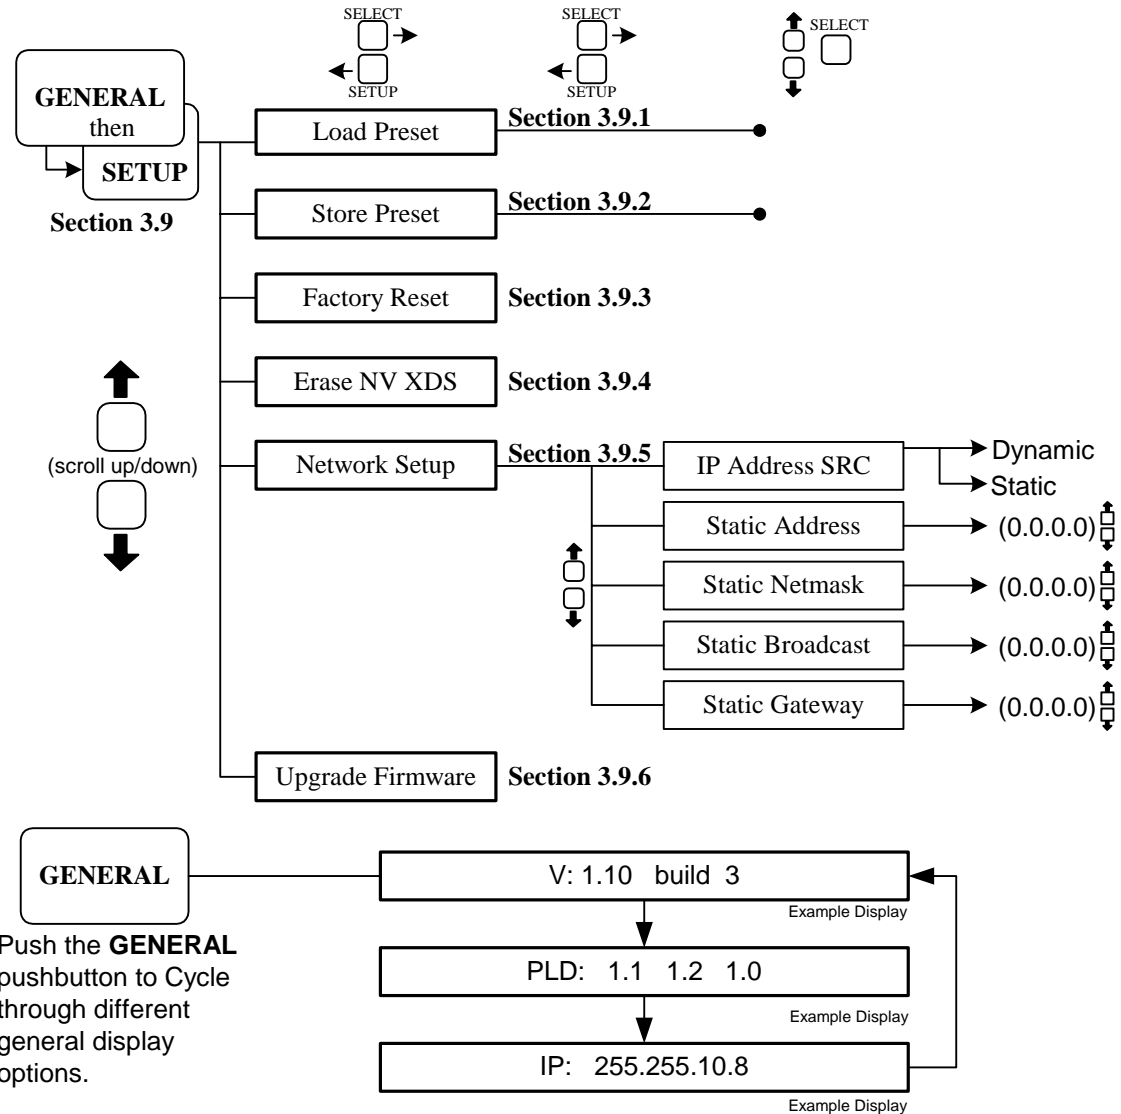 SELECT
SETUP
SELECT
SETUP
SELECT
GENERAL
then
SETUP
Section 3.9
Load Preset
Section 3.9.1
Store Preset
Section 3.9.2
Factory Reset
Section 3.9.3
Erase NV XDS
Section 3.9.4
(scroll up/down)
Network Setup
Section 3.9.5
IP Address SRC
Dynamic
Static
Static Address
(0.0.0.0)
Static Netmask
(0.0.0.0)
Static Broadcast
(0.0.0.0)
Static Gateway
(0.0.0.0)
Upgrade Firmware
Section 3.9.6
GENERAL
Push the GENERAL
pushbutton to Cycle
through different
general display
options.
V: 1.10 build 3
Example Display
PLD: 1.1 1.2 1.0
Example Display
IP: 255.255.10.8
Example Display